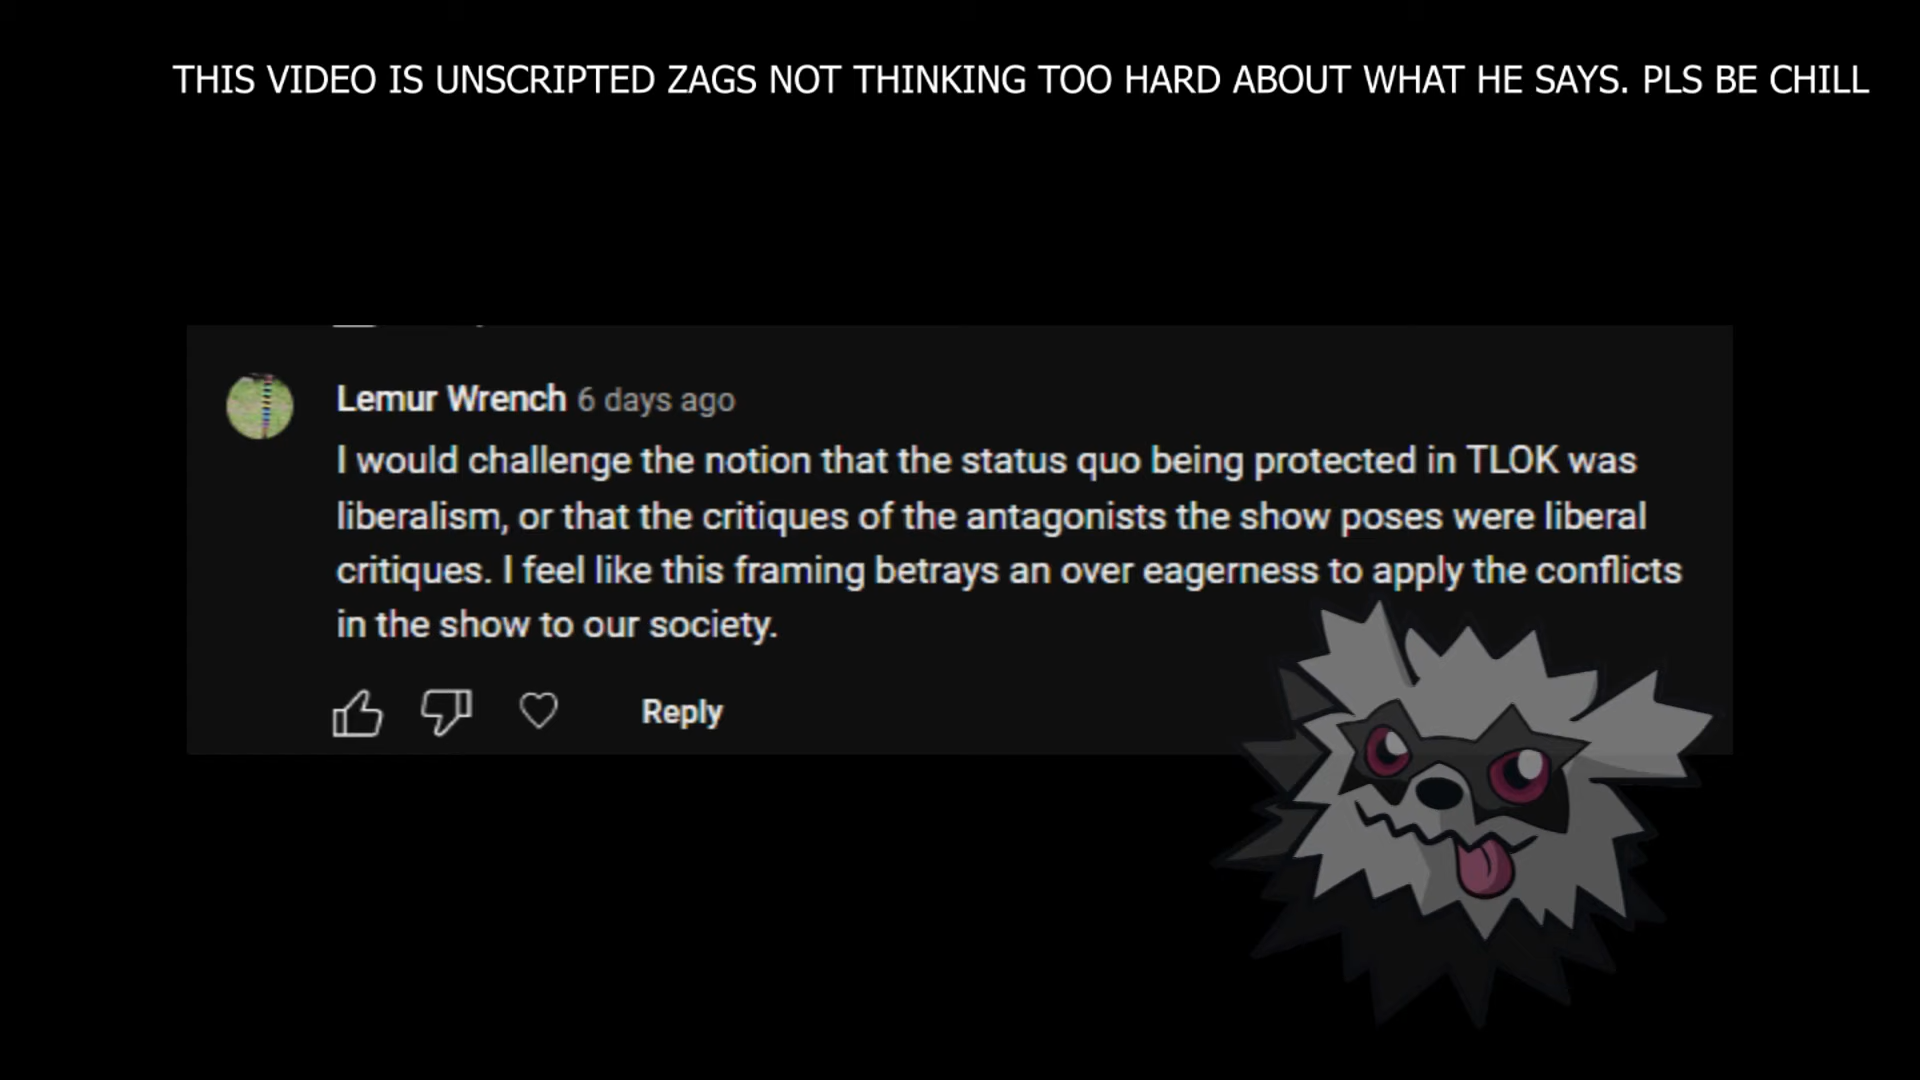 THIS VIDEO IS UNSCRIPTED ZAGS NOT THINKING TOO HARD ABOUT WHAT HE SAYS. PLS BE CHILL
Lemur Wrench 6 days ago
I would challenge the notion that the status quo being protected in TLOK was
liberalism, or that the critiques of the antagonists the show poses were liberal
critiques. I feel like this framing betrays an over eagerness to apply the conflicts
in the show to our society.
Reply